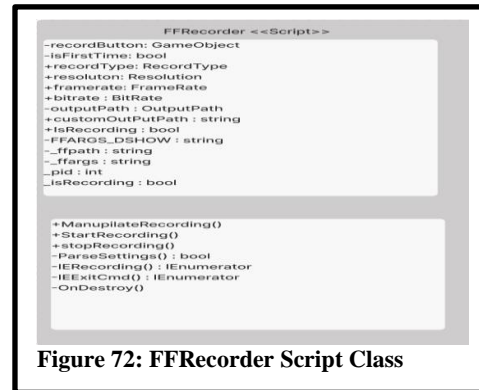 FFRecorder <<Script>>
-recordButton: GameObject
-isFirstTime: bool
+recordType: RecordType
+resoluton: Resolution
+framerate: FrameRate
+bitrate : BitRate
-outputPath : OutputPath
+customOutPutPath : string
+IsRecording : bool
-FFARGS_DSHOW : string
-_ffpath : string
-_ffargs : string
_pid : int
_isRecording : bool
+ManupilateRecording()
+StartRecording()
+stopRecording()
-ParseSettings() : bool
-IERecording() : IEnumerator
-IEExitCmd() : IEnumerator
-OnDestroy()
Figure 72: FFRecorder Script Class